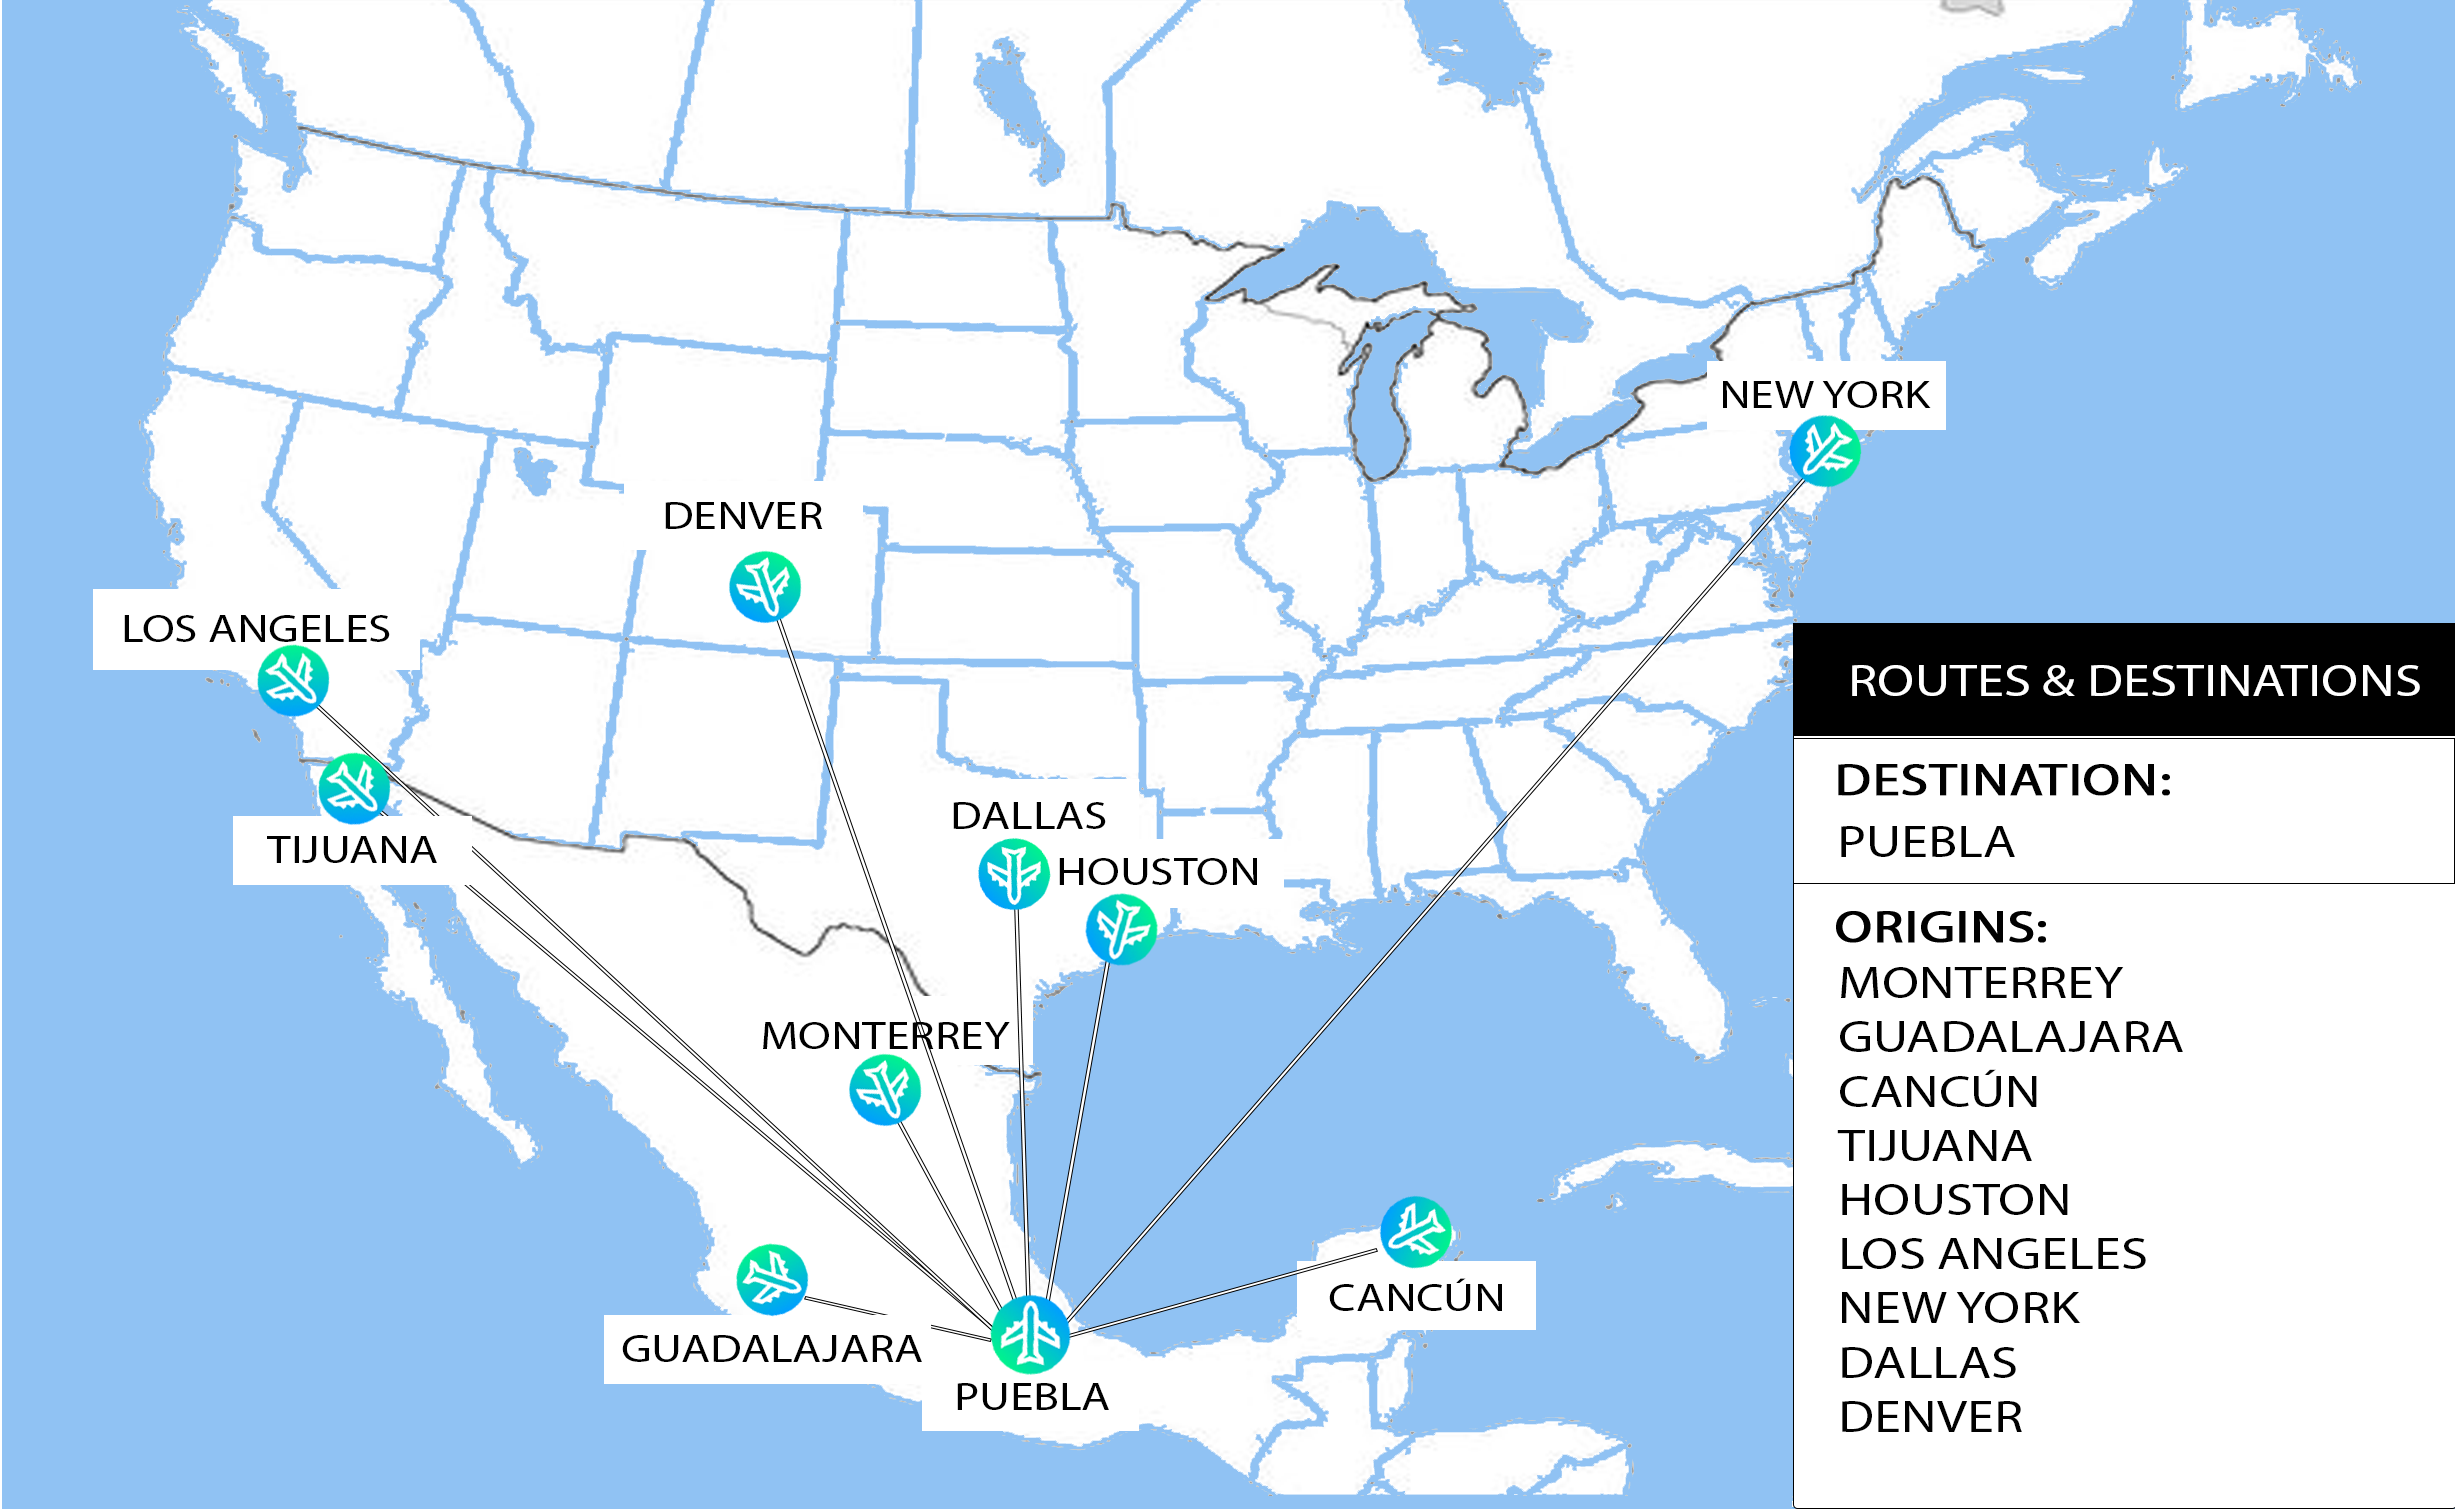 NEW YORK
DENVER
LOS ANGELES
TIJUANA
DALLAS
HOUSTON
MONTERREY
GUADALAJARA
CANCÚN
PUEBLA
ROUTES & DESTINATIONS
DESTINATION:
PUEBLA
ORIGINS:
MONTERREY
GUADALAJARA
CANCÚN
TIJUANA
HOUSTON
LOS ANGELES
NEW YORK
DALLAS
DENVER